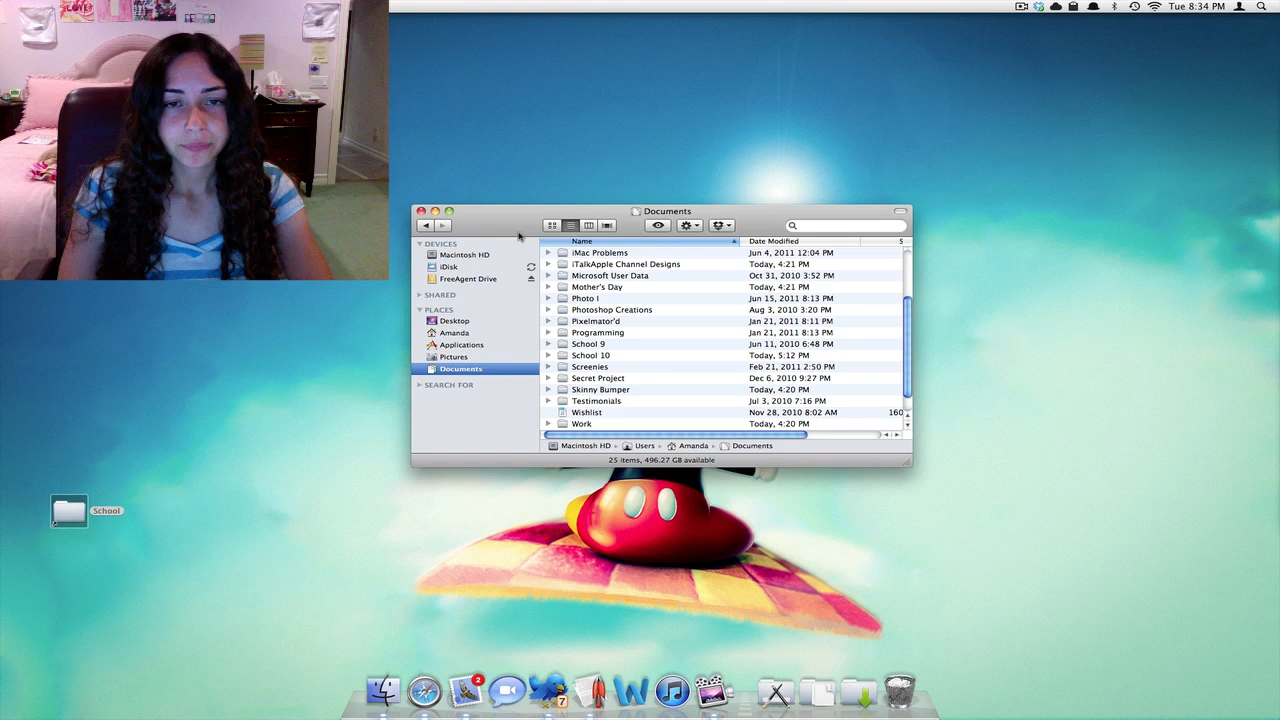 Tue 8:34 PM
Documents
Name Date Modified S
DEVICES
Macintosh HD
iDisk
FreeAgent Drive
SHARED
PLACES
Desktop
Amanda
Applications
Pictures
Documents
SEARCH FOR
iMac Problems Jun 4, 2011 12:04 PM
iTalkApple Channel Designs Today, 4:21 PM
Microsoft User Data Oct 31, 2010 3:52 PM
Mother's Day Today, 4:21 PM
Photo I Jun 15, 2011 8:13 PM
Photoshop Creations Aug 3, 2010 3:20 PM
Pixelmator'd Jan 21, 2011 8:11 PM
Programming Jan 21, 2011 8:13 PM
School 9 Jun 11, 2010 6:48 PM
School 10 Today, 5:12 PM
Screenies Feb 21, 2011 2:50 PM
Secret Project Dec 6, 2010 9:27 PM
Skinny Bumper Today, 4:20 PM
Testimonials Jul 3, 2010 7:16 PM
Wishlist Nov 28, 2010 8:02 AM 160
Work Today, 4:20 PM
Macintosh HD Users Amanda Documents
25 items, 496.27 GB available
School
2
7